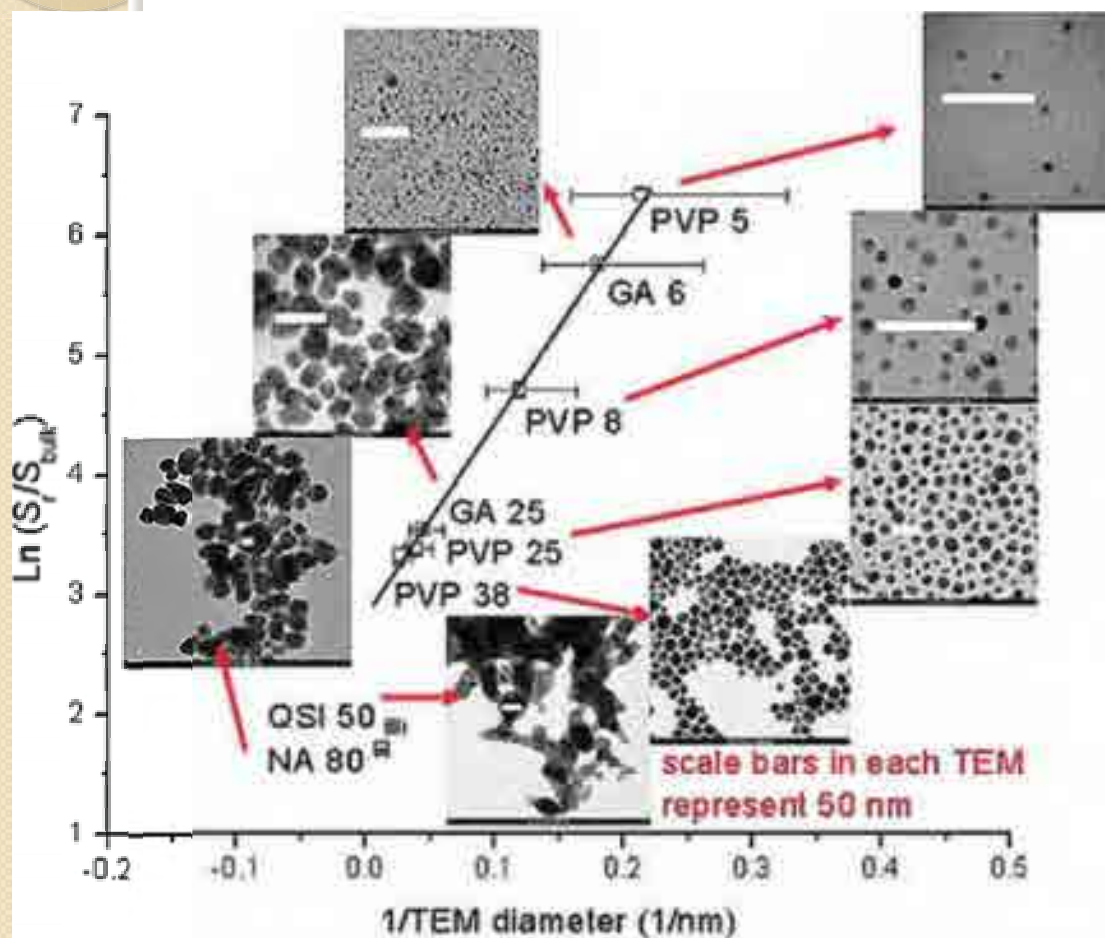 Ln (Sr/Sbulk)
7
6
5
4
3
2
1
-0.2
-0.1
0.0
0.1
0.2
0.3
0.4
0.5
1/TEM diameter (1/nm)
PVP 5
GA 6
PVP 8
GA 25
PVP 25
PVP 38
QSI 50
NA 80
scale bars in each TEM
represent 50 nm